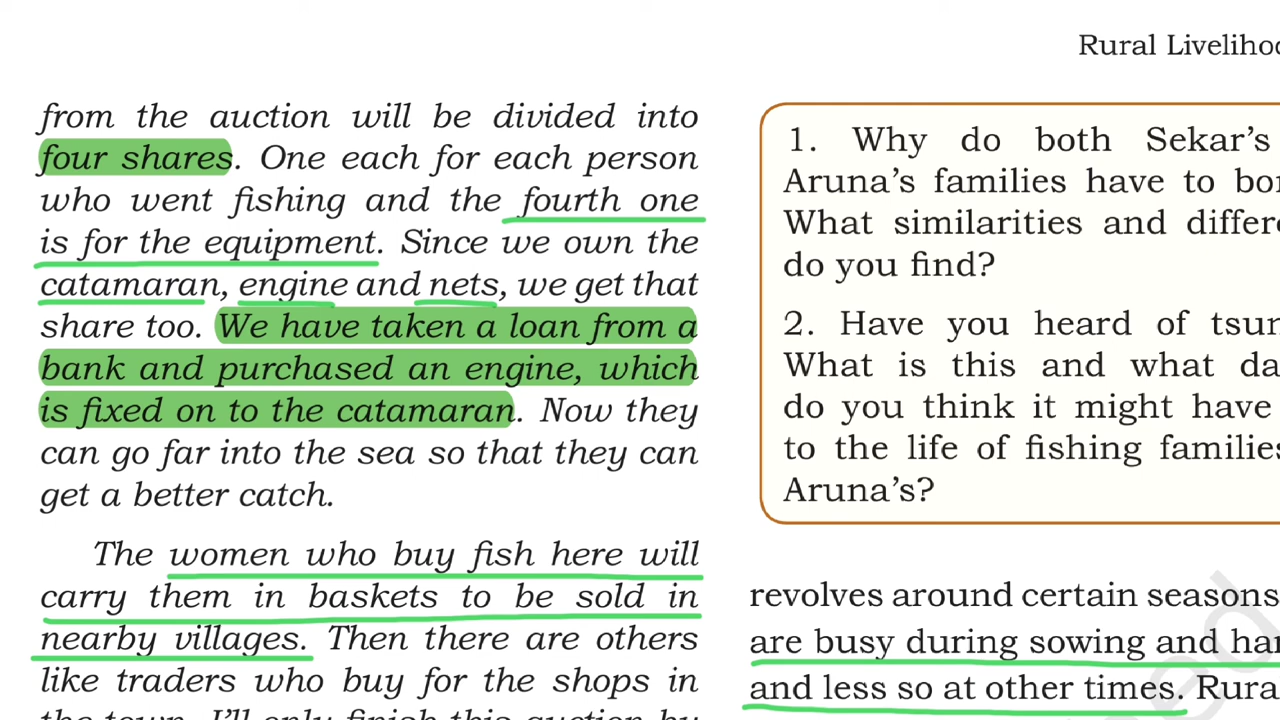 Rural
from the auction will be divided into
four shares. One each for each person
who went fishing and the fourth one
is for the equipment. Since we own the
catamaran, engine and nets, we get that
share too. We have taken a loan from a
bank and purchased an engine, which
is fixed on to the catamaran. Now they
can go far into the sea so that they can
get a better catch.
The women who buy fish here will
carry them in baskets to be sold in
nearby villages. Then there are others
like traders who buy for the shops in
the town. I'll only finish this auction by
1. Why do both Sekar's
Aruna's families have to
What similarities and
do you find?
2. Have you heard of
What is this and what
do you think it might have
to the life of fishing
Aruna's?
revolves around certain seasons
are busy during sowing and
and less so at other times.